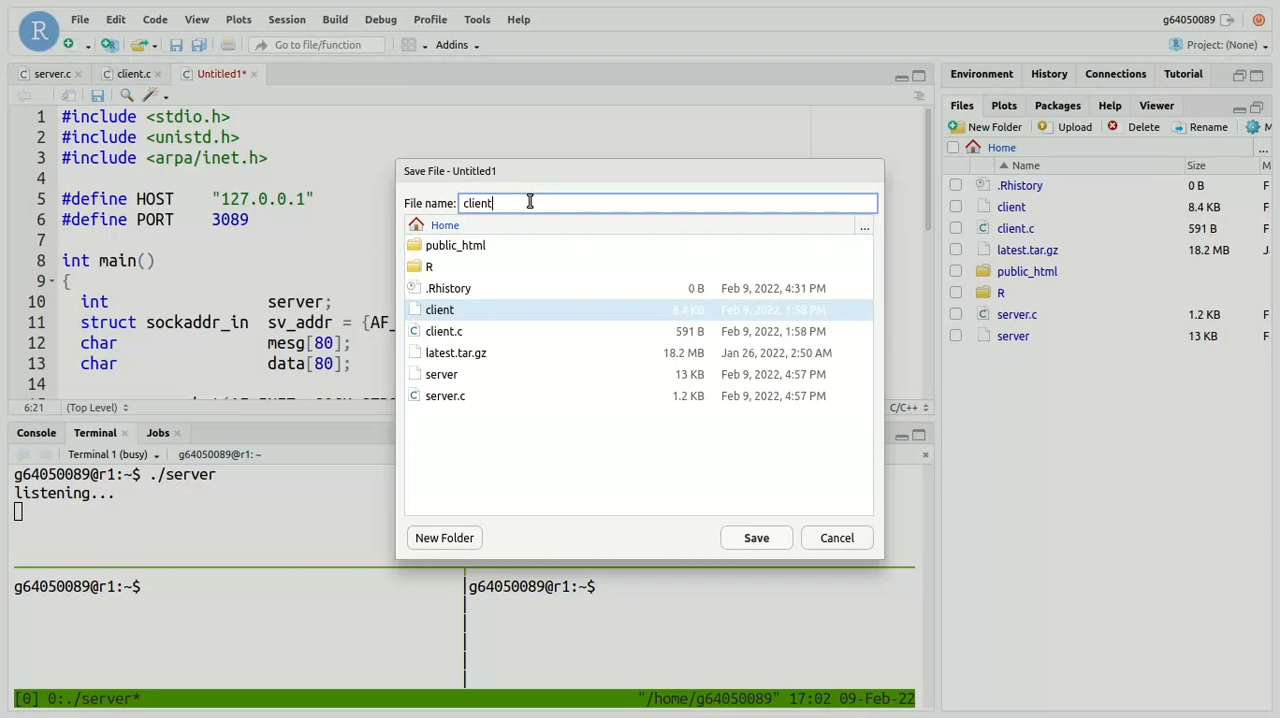 R
File Edit Code View Plots Session Build Debug Profile Tools Help
g64050089
Go to file/function
Addins
Project: (None)
server.c
client.c
Untitled1*
1 #include <stdio.h>
2 #include <unistd.h>
3 #include <arpa/inet.h>
4
5 #define HOST "127.0.0.1"
6 #define PORT 3089
7
8 int main()
9 {
10 int server;
11 struct sockaddr_in sv_addr = {AF_
12 char mesg[80];
13 char data[80];
14
6:21 (Top Level)
C/C++
Console Terminal Jobs
Terminal 1 (busy) g64050089@r1: ~
g64050089@r1:~$ ./server
listening...
g64050089@r1:~$
g64050089@r1:~$
[0] 0:./server* "/home/g64050089" 17:02 09-Feb-22
Save File - Untitled1
File name: client
Home ...
public_html
R
.Rhistory 0 B Feb 9, 2022, 4:31 PM
client 8.4 KB Feb 9, 2022, 1:58 PM
client.c 591 B Feb 9, 2022, 1:58 PM
latest.tar.gz 18.2 MB Jan 26, 2022, 2:50 AM
server 13 KB Feb 9, 2022, 4:57 PM
server.c 1.2 KB Feb 9, 2022, 4:57 PM
New Folder Save Cancel
Environment History Connections Tutorial
Files Plots Packages Help Viewer
New Folder Upload Delete Rename M
Home ...
Name Size M
.Rhistory 0 B F
client 8.4 KB F
client.c 591 B F
latest.tar.gz 18.2 MB J
public_html
R
server.c 1.2 KB F
server 13 KB F